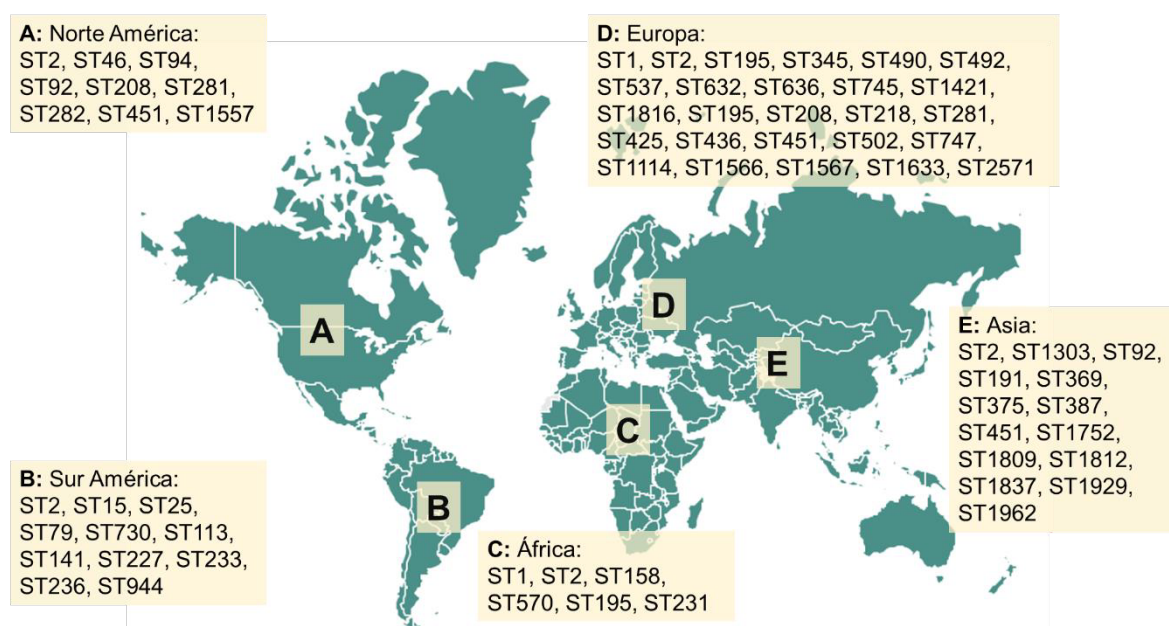 A: Norte América:
ST2, ST46, ST94,
ST92, ST208, ST281,
ST282, ST451, ST1557
D: Europa:
ST1, ST2, ST195, ST345, ST490, ST492,
ST537, ST632, ST636, ST745, ST1421,
ST1816, ST195, ST208, ST218, ST281,
ST425, ST436, ST451, ST502, ST747,
ST1114, ST1566, ST1567, ST1633, ST2571
A
D
E
C
B
E: Asia:
ST2, ST1303, ST92,
ST191, ST369,
ST375, ST387,
ST451, ST1752,
ST1809, ST1812,
ST1837, ST1929,
ST1962
B: Sur América:
ST2, ST15, ST25,
ST79, ST730, ST113,
ST141, ST227, ST233,
ST236, ST944
C: África:
ST1, ST2, ST158,
ST570, ST195, ST231